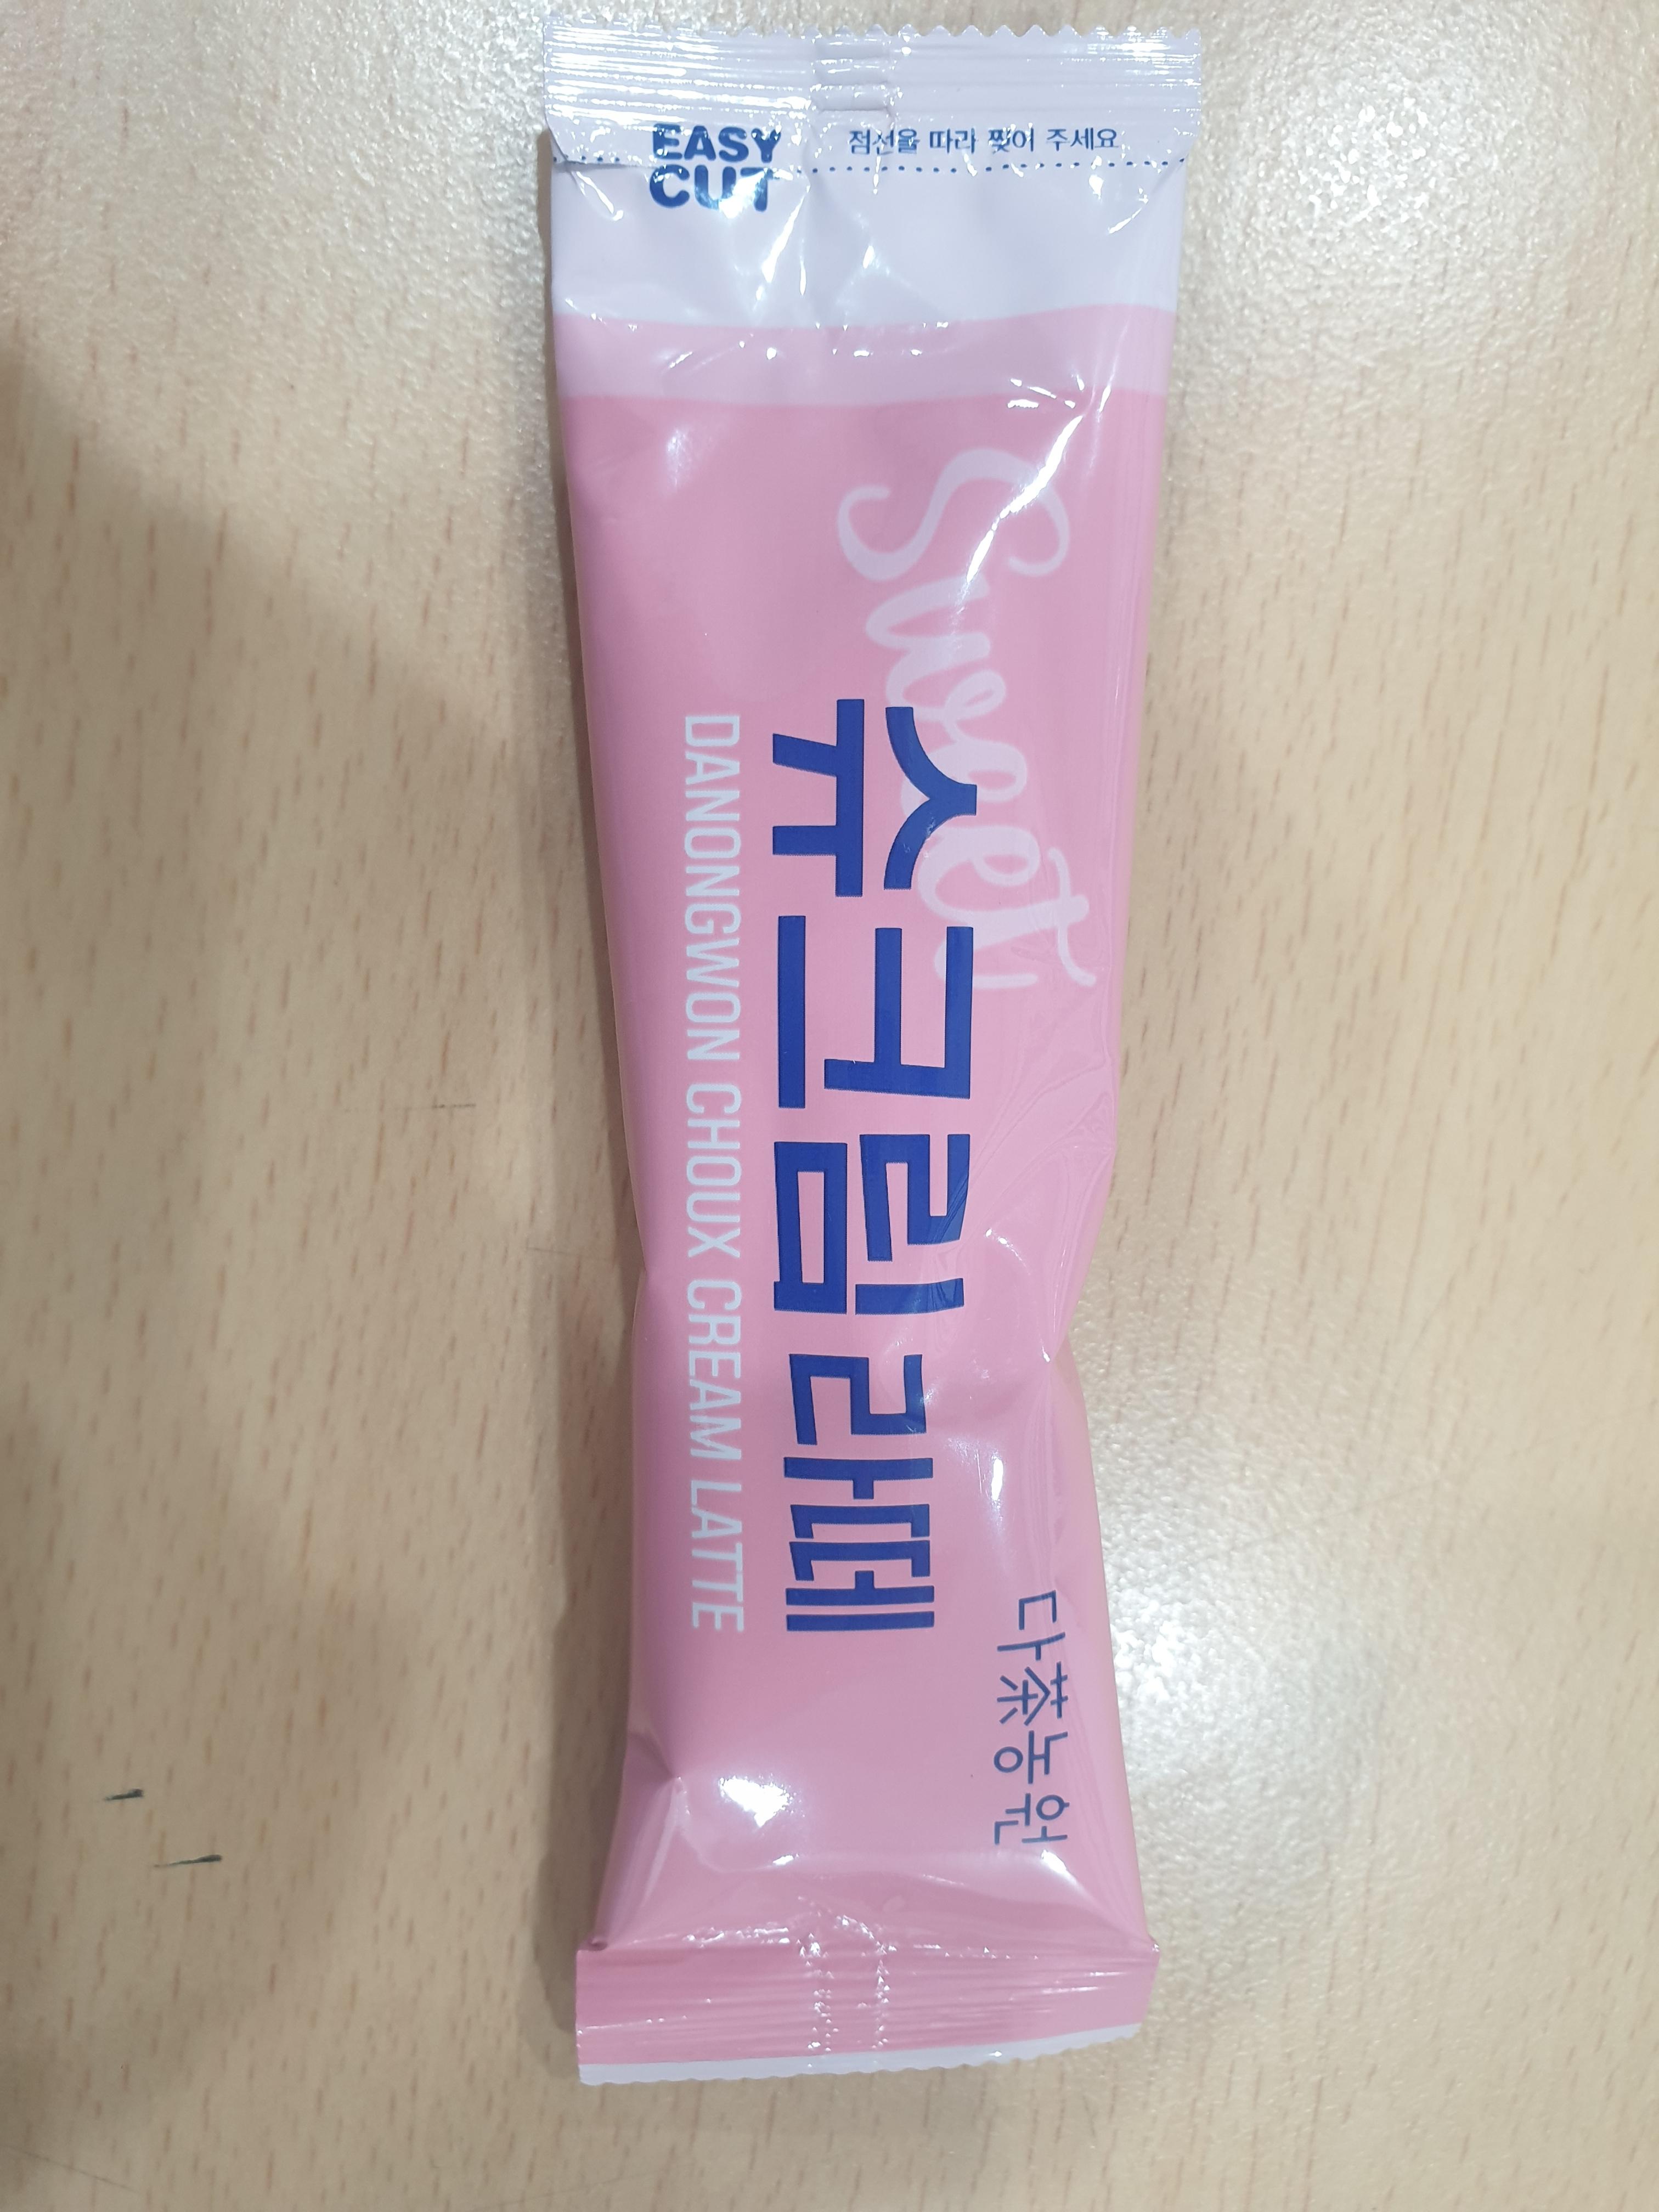 EASY
CUT
점선을 따라 찢어 주세요
Sweet
슈크림라떼
DANONGWON CHOUX CREAM LATTE
다茶농원